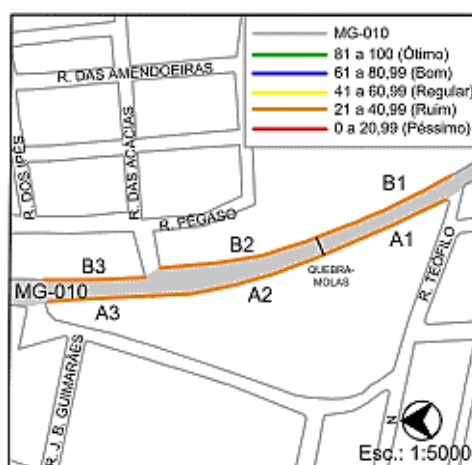 MG-010
81 a 100 (Ótimo)
61 a 80,99 (Bom)
41 a 60,99 (Regular)
21 a 40,99 (Ruim)
0 a 20,99 (Péssimo)
R. DAS AMENDOEIRAS
R. DOS IPÊS
R. DAS ACÁCIAS
R. PÉGASO
B1
B2
B3
A1
QUEBRA-
MOLAS
A2
MG-010
A3
R. TEÓFILO
R. J. B. GUIMARÃES
N
Esc.: 1:5000